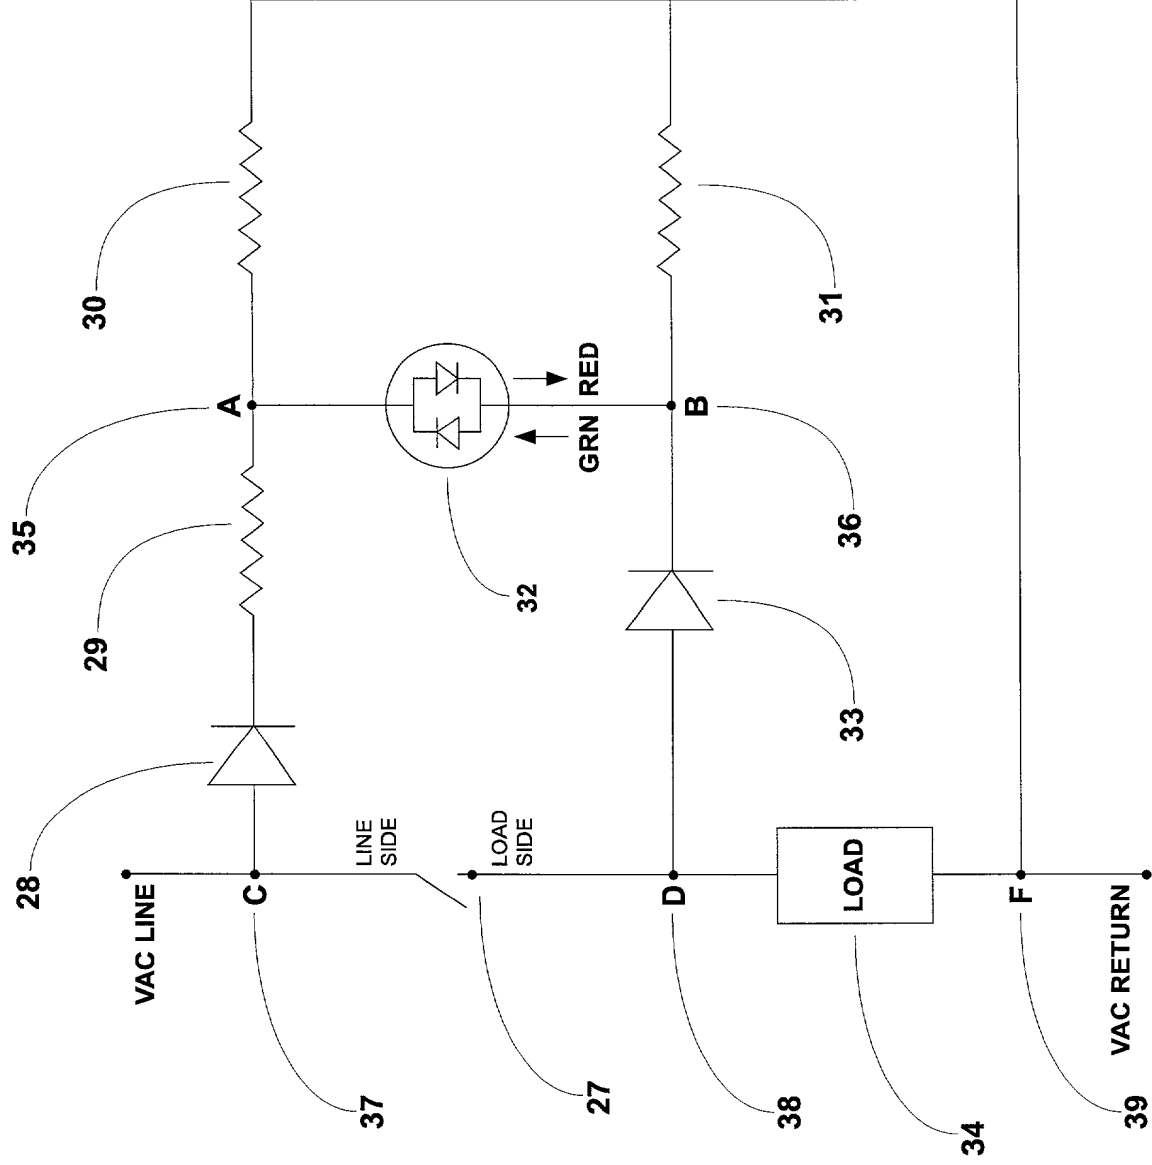 30
A
35
29
28
C
VAC LINE
37
LINE
SIDE
LOAD
SIDE
27
GRN
RED
32
31
B
36
33
D
38
LOAD
34
F
39
VAC RETURN